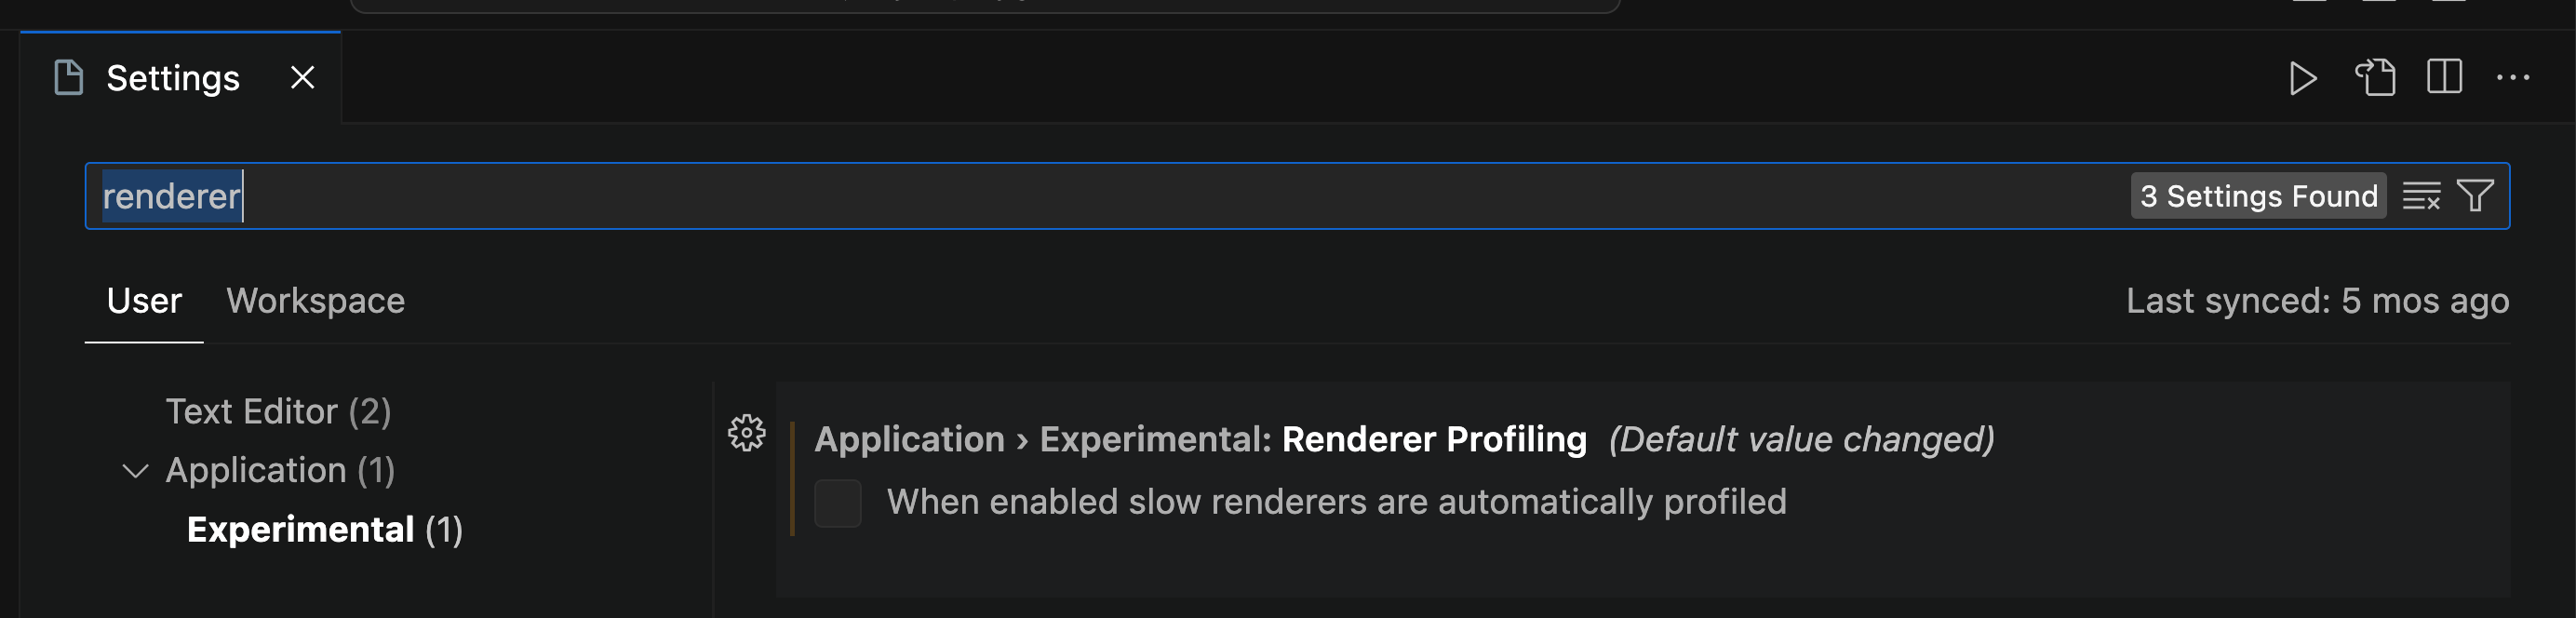 Settings
renderer
3 Settings Found
User
Workspace
Last synced: 5 mos ago
Text Editor (2)
Application (1)
Experimental (1)
Application › Experimental: Renderer Profiling (Default value changed)
When enabled slow renderers are automatically profiled